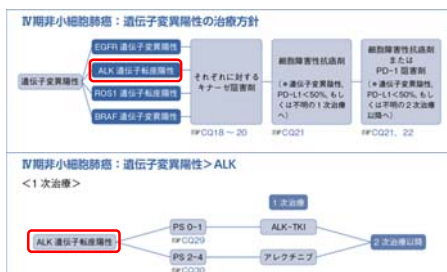 Ⅳ期非小細胞肺癌：遺伝子変異陽性の治療方針
遺伝子変異陽性
EGFR 遺伝子変異陽性
ALK 遺伝子転座陽性
ROS1 遺伝子転座陽性
BRAF 遺伝子変異陽性
それぞれに対する
キナーゼ阻害剤
☞CQ18～20
細胞障害性抗癌剤
(＊遺伝子変異陰性,
PD-L1<50%, もし
くは不明の1次治療
へ)
☞CQ21
細胞障害性抗癌剤
または
PD-1 阻害剤
(＊遺伝子変異陰性,
PD-L1<50%, もし
くは不明の2次治療
以降へ)
☞CQ21, 22
Ⅳ期非小細胞肺癌：遺伝子変異陽性>ALK
<1次治療>
1次治療
ALK 遺伝子転座陽性
PS 0-1
☞CQ29
ALK-TKI
PS 2-4
☞CQ30
アレクチニブ
2次治療以降